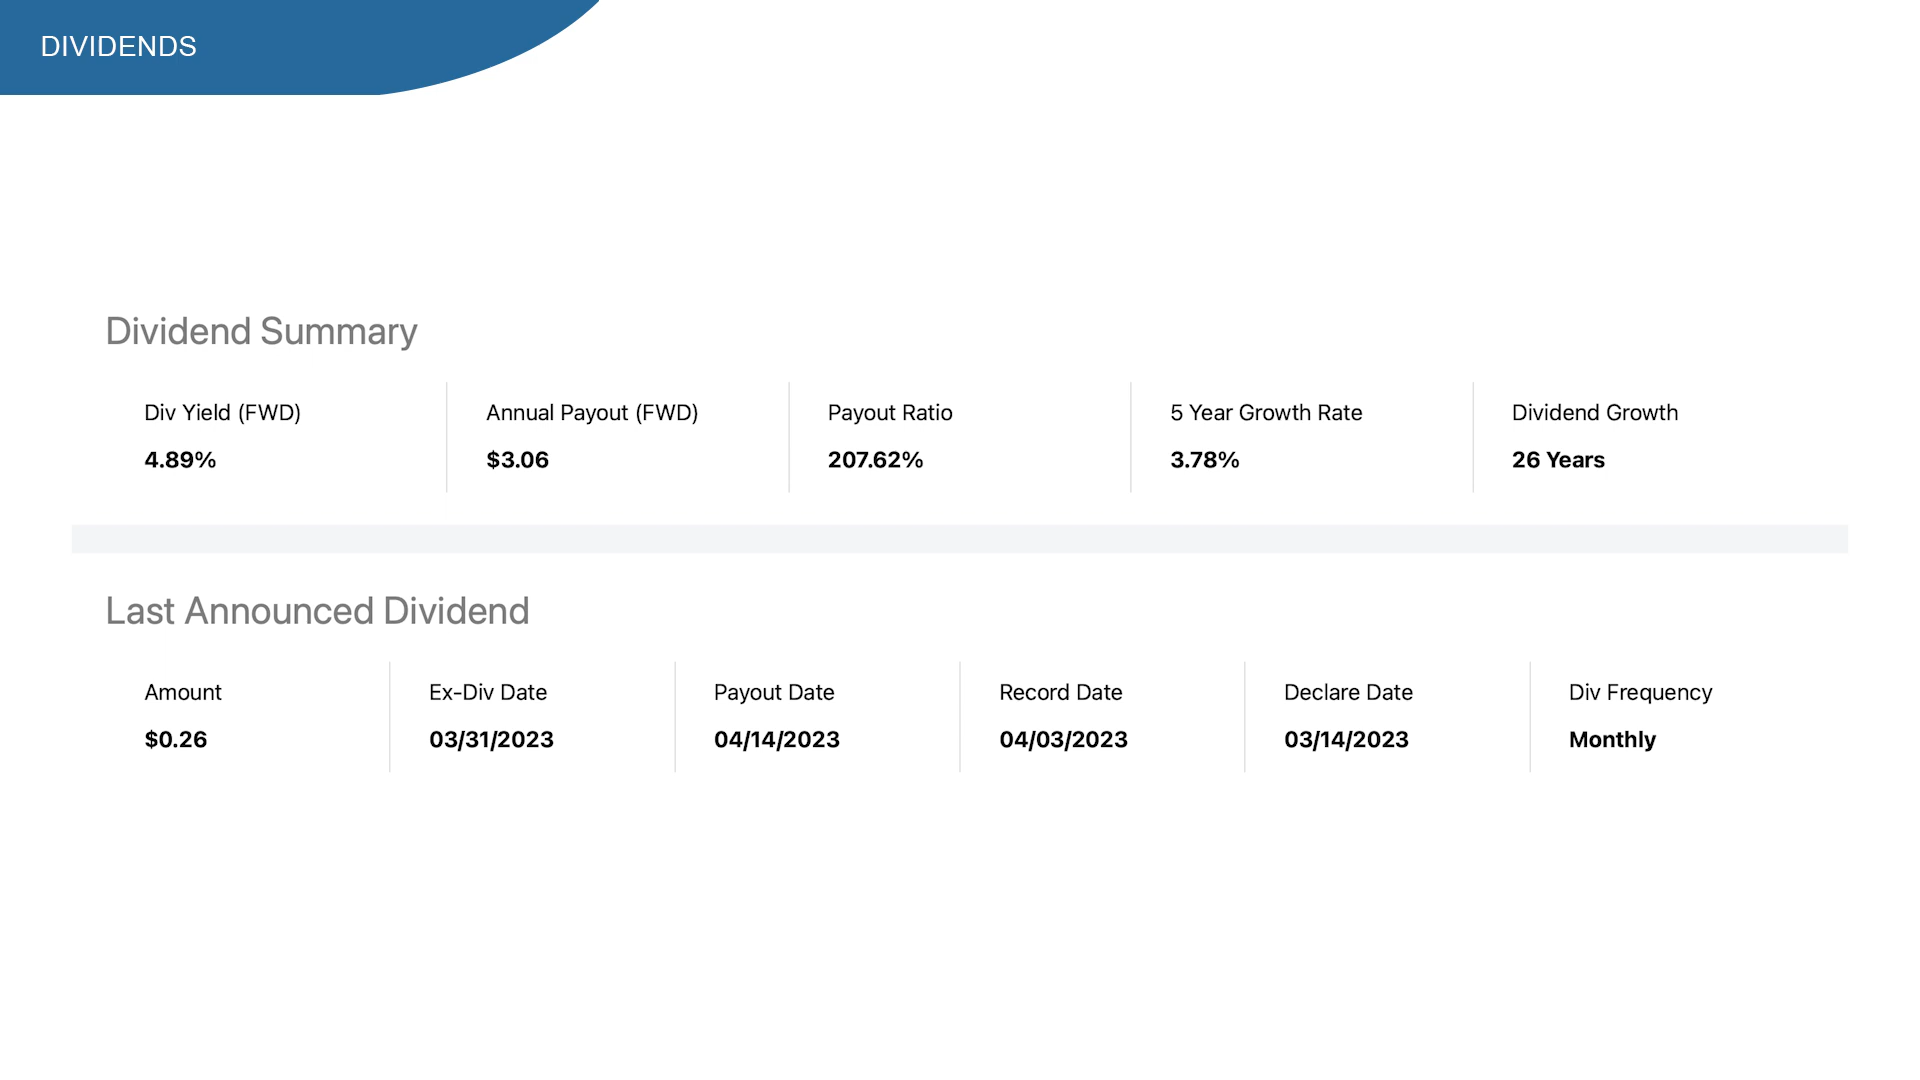 DIVIDENDS
Dividend Summary
Div Yield (FWD) Annual Payout (FWD) Payout Ratio 5 Year Growth Rate Dividend Growth
4.89% $3.06 207.62% 3.78% 26 Years
Last Announced Dividend
Amount Ex-Div Date Payout Date Record Date Declare Date Div Frequency
$0.26 03/31/2023 04/14/2023 04/03/2023 03/14/2023 Monthly